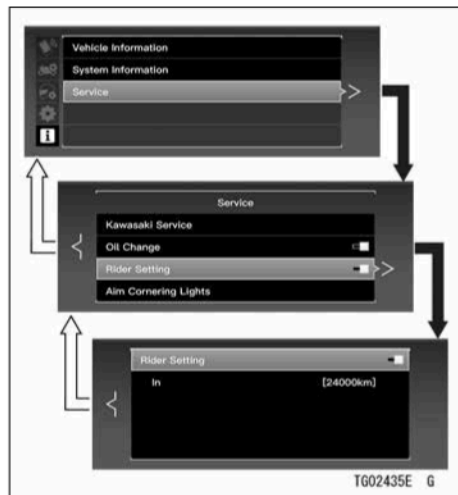 Vehicle Information
System Information
Service
i
Service
Kawasaki Service
Oil Change
Rider Setting
Aim Cornering Lights
Rider Setting
In [24000km]
TG02435E G